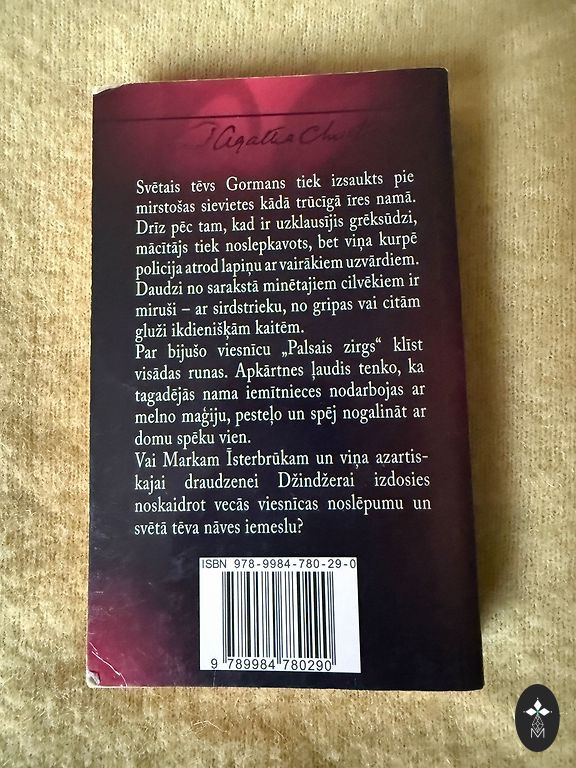 Agatha Christie
Svētais tēvs Gormans tiek izsaukts pie
mirstošas sievietes kādā trūcīgā īres namā.
Drīz pēc tam, kad ir uzklausījis grēksūdzi,
mācītājs tiek noslepkavots, bet viņa kurpē
policija atrod lapiņu ar vairākiem uzvārdiem.
Daudzi no sarakstā minētajiem cilvēkiem ir
miruši – ar sirdstrieku, no gripas vai citām
gluži ikdienišķām kaitēm.
Par bijušo viesnīcu „Palsais zirgs“ klīst
visādas runas. Apkārtnes ļaudis tenko, ka
tagadējās nama iemītnieces nodarbojas ar
melno maģiju, pesteļo un spēj nogalināt ar
domu spēku vien.
Vai Markam Īsterbrūkam un viņa azartis-
kajai draudzenei Džindžerai izdosies
noskaidrot vecās viesnīcas noslēpumu un
svētā tēva nāves iemeslu?
ISBN 978-9984-780-29-0
9 789984 780290
M